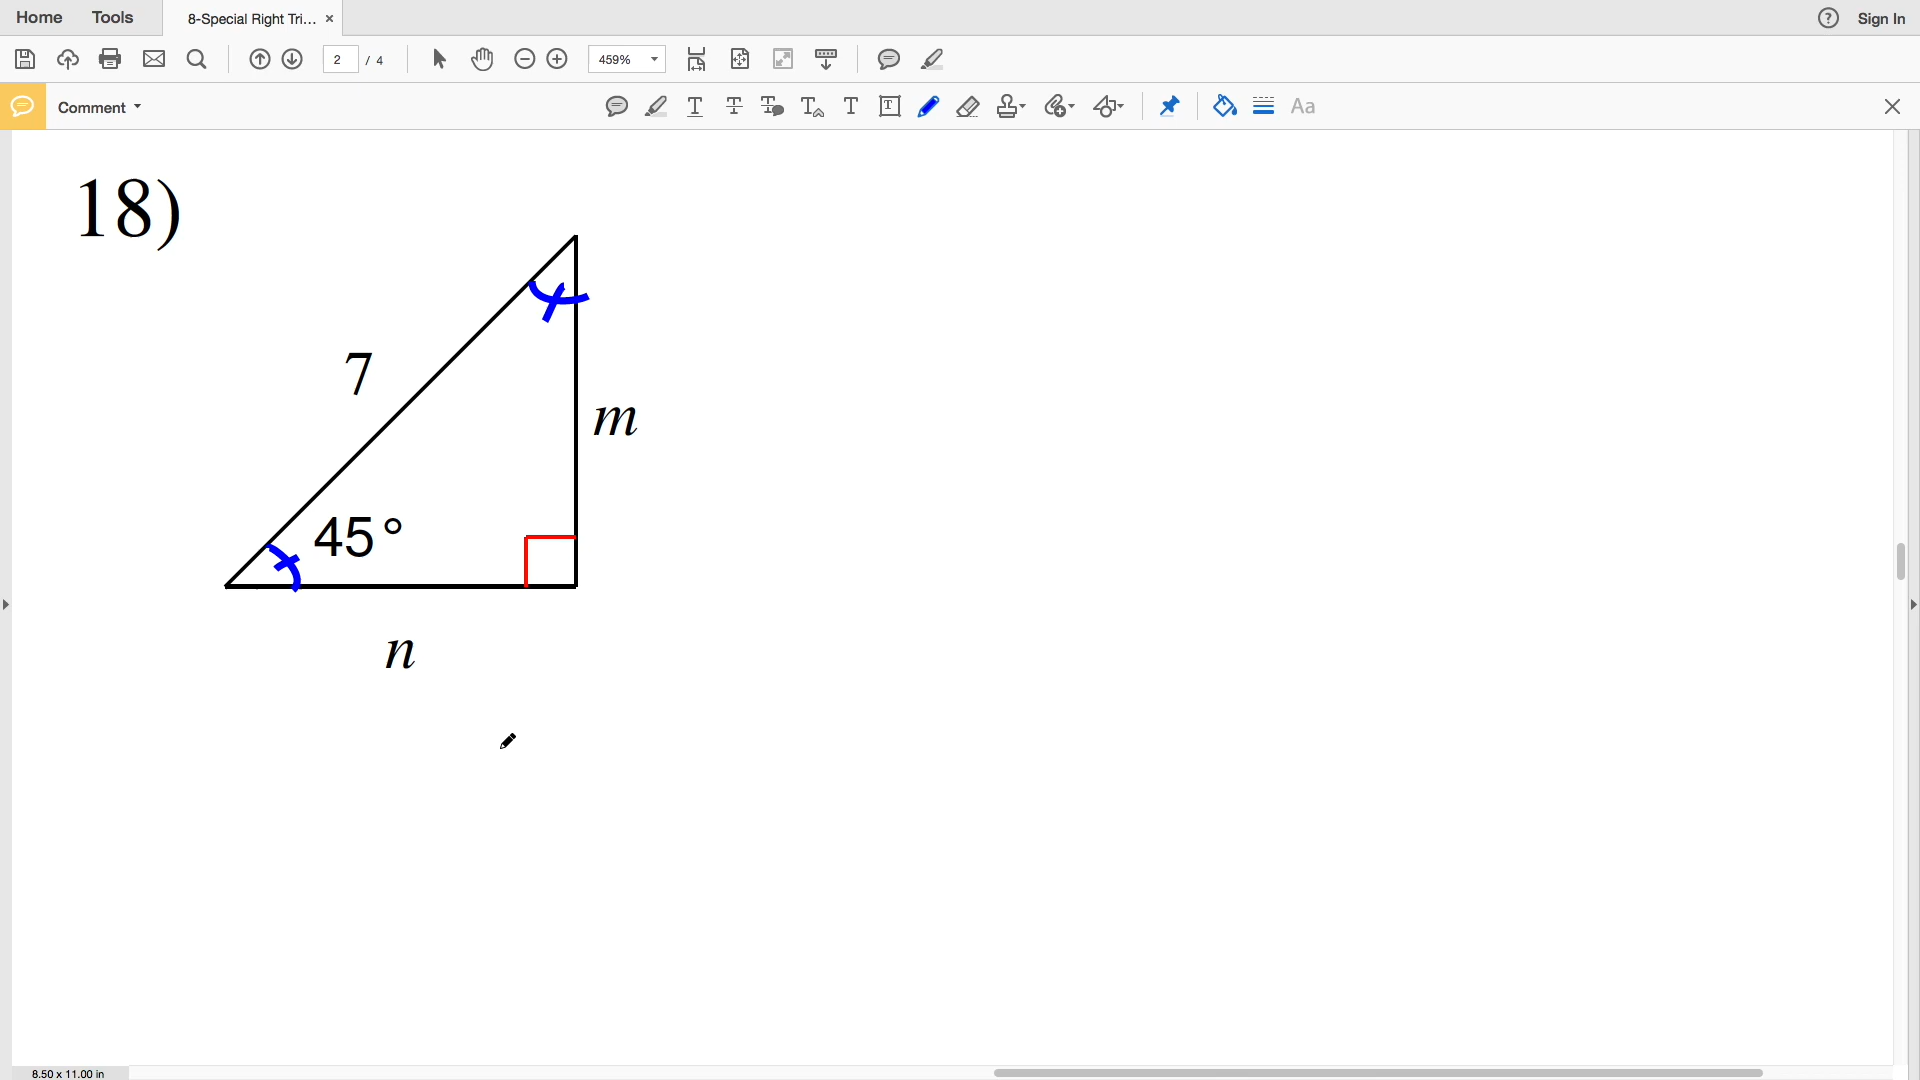 Home Tools 8-Special Right Tri... × ? Sign In
2 / 4 459%
Comment Aa
18)
7
m
45°
n
8.50 x 11.00 in